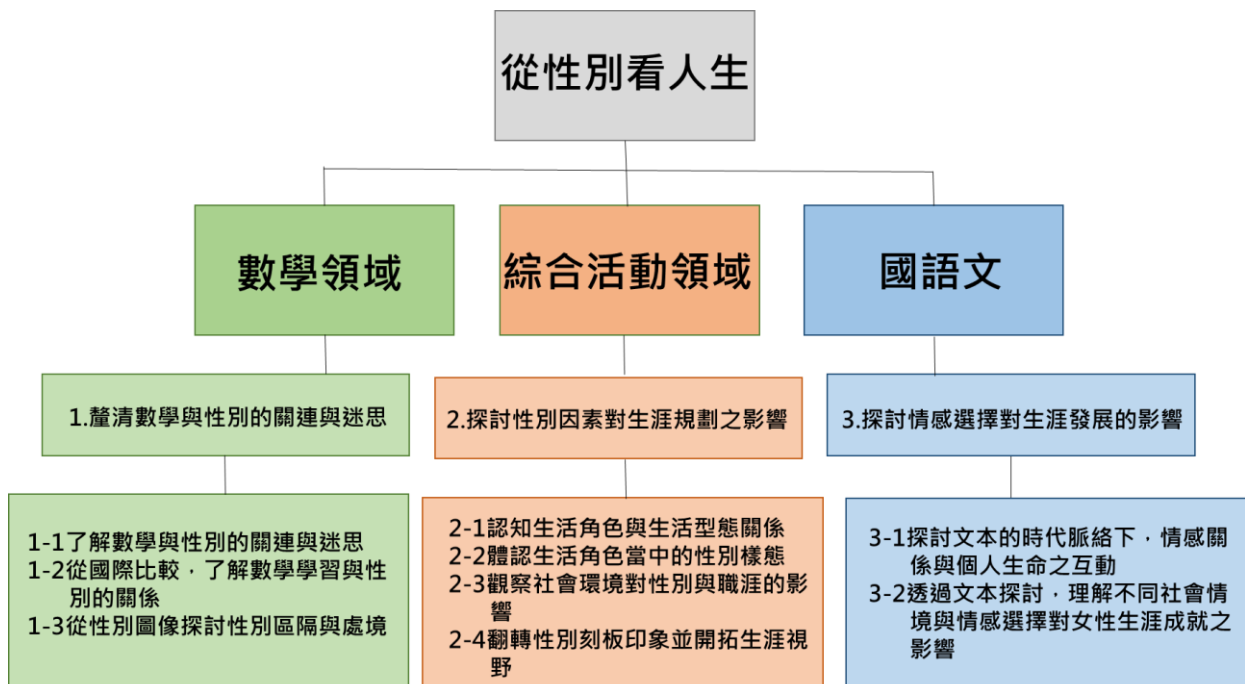 從性別看人生
數學領域
綜合活動領域
國語文
1.釐清數學與性別的關連與迷思
2.探討性別因素對生涯規劃之影響
3.探討情感選擇對生涯發展的影響
1-1了解數學與性別的關連與迷思
1-2從國際比較，了解數學學習與性
別的關係
1-3從性別圖像探討性別區隔與處境
2-1認知生活角色與生活型態關係
2-2體認生活角色當中的性別樣態
2-3觀察社會環境對性別與職涯的影
響
2-4翻轉性別刻板印象並開拓生涯視
野
3-1探討文本的時代脈絡下，情感關
係與個人生命之互動
3-2透過文本探討，理解不同社會情
境與情感選擇對女性生涯成就之
影響